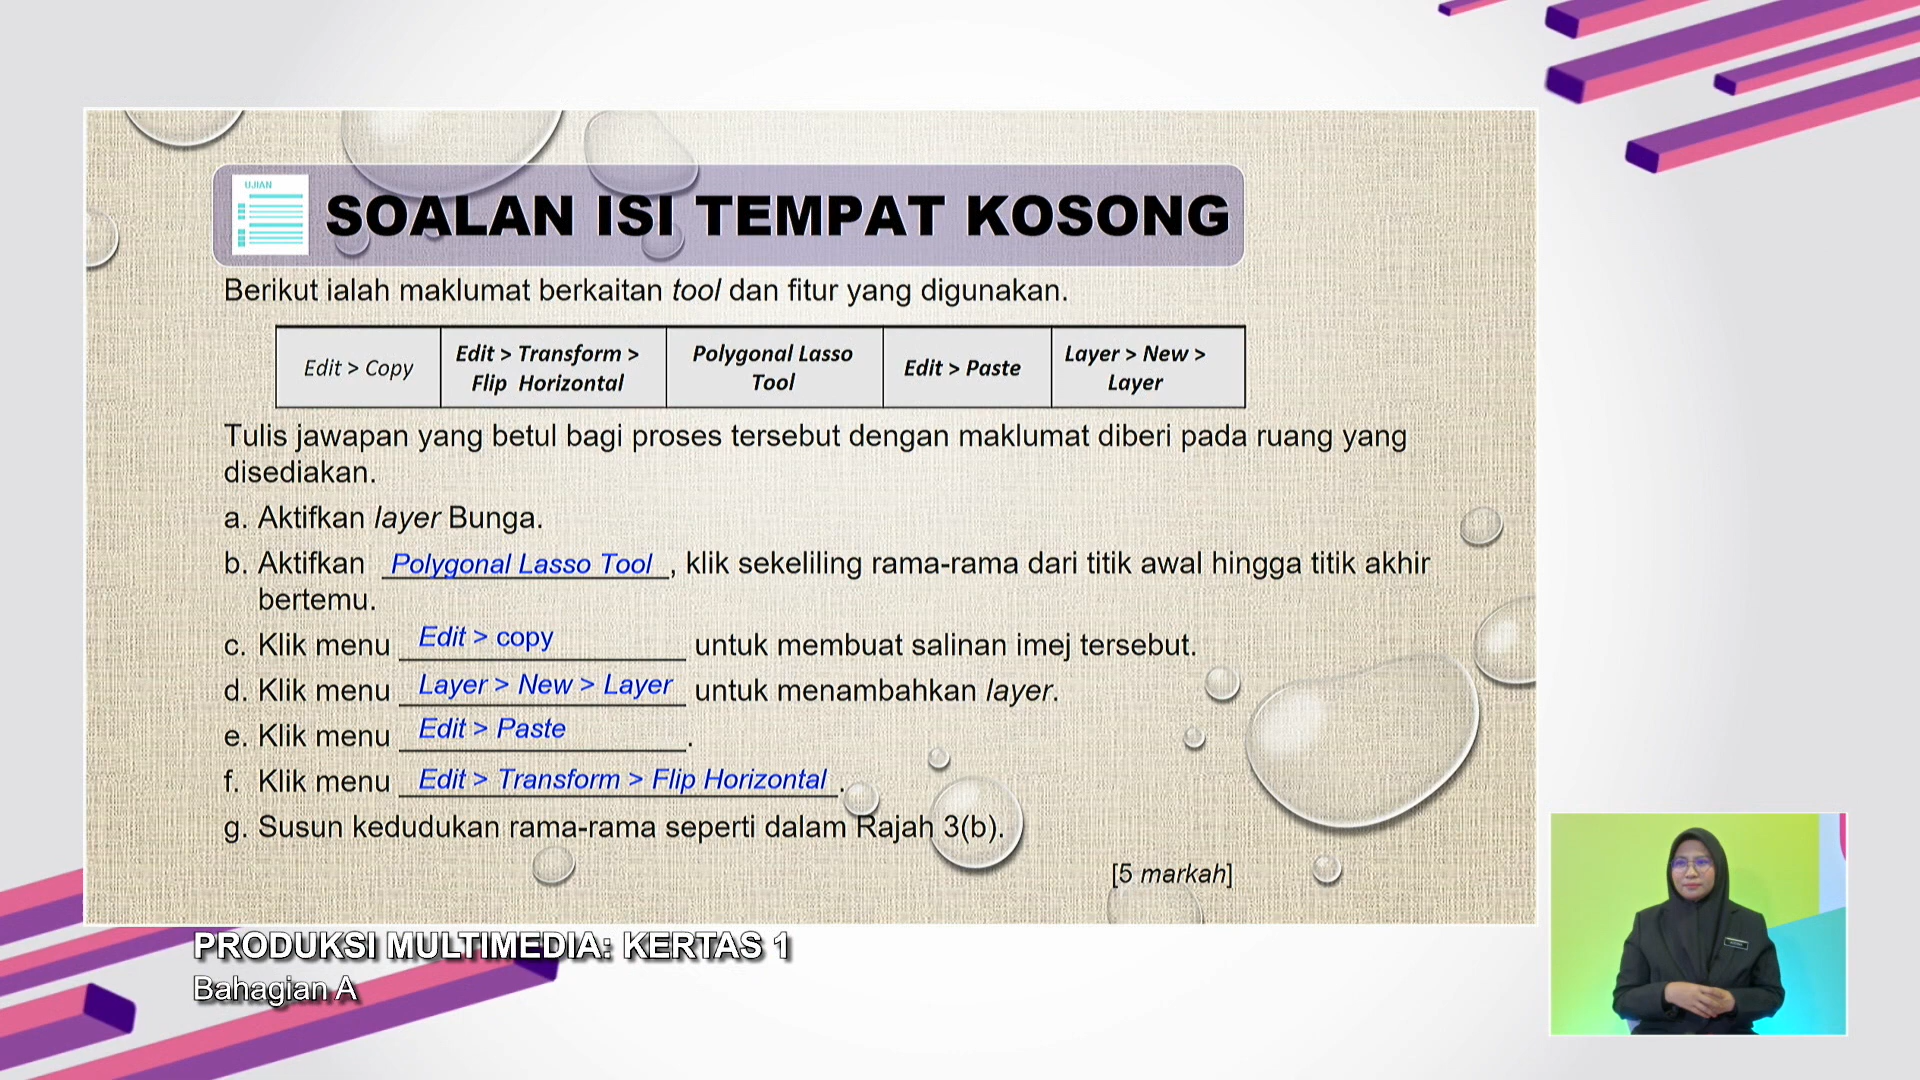 UJIAN
SOALAN ISI TEMPAT KOSONG
Berikut ialah maklumat berkaitan tool dan fitur yang digunakan.
Edit > Copy
Edit > Transform >
Flip Horizontal
Polygonal Lasso
Tool
Edit > Paste
Layer > New >
Layer
Tulis jawapan yang betul bagi proses tersebut dengan maklumat diberi pada ruang yang
disediakan.
a. Aktifkan layer Bunga.
b. Aktifkan Polygonal Lasso Tool, klik sekeliling rama-rama dari titik awal hingga titik akhir
bertemu.
c. Klik menu Edit > copy untuk membuat salinan imej tersebut.
d. Klik menu Layer > New > Layer untuk menambahkan layer.
e. Klik menu Edit > Paste.
f. Klik menu Edit > Transform > Flip Horizontal.
g. Susun kedudukan rama-rama seperti dalam Rajah 3(b).
[5 markah]
PRODUKSI MULTIMEDIA: KERTAS 1
Bahagian A